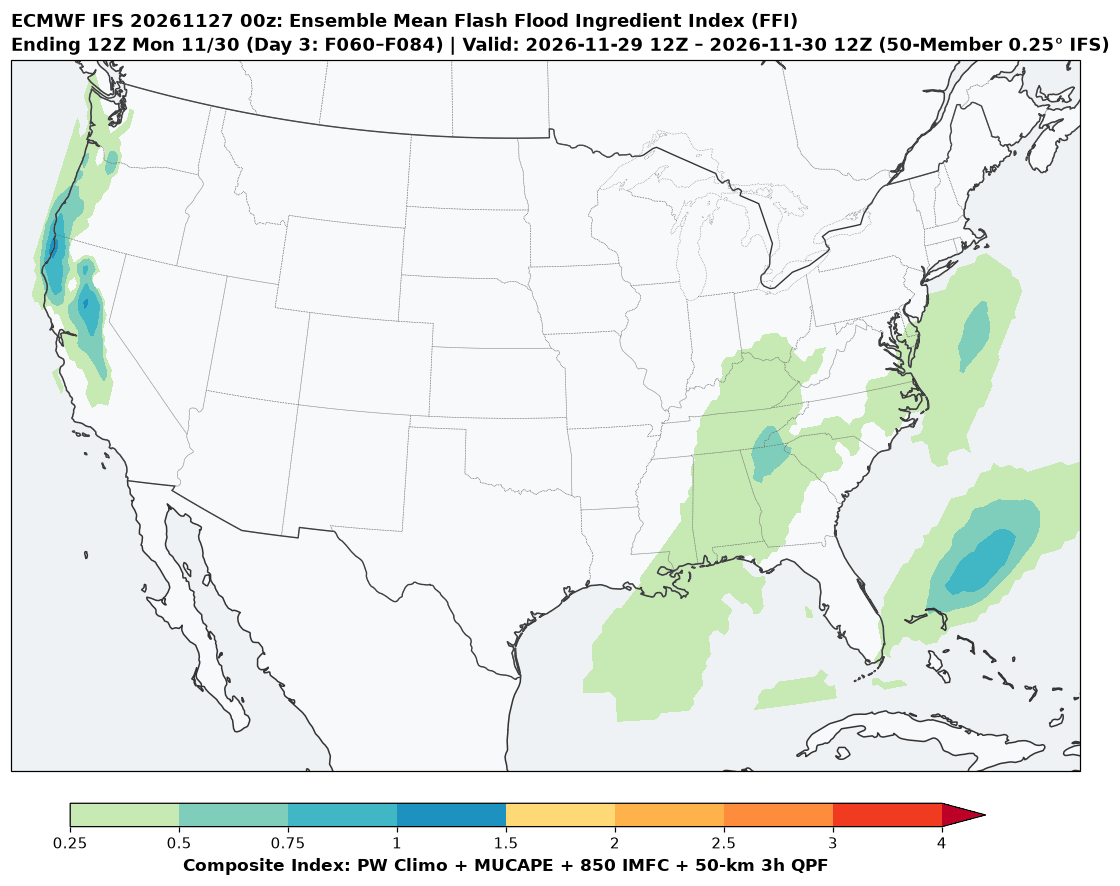 ECMWF IFS 20261127 00z: Ensemble Mean Flash Flood Ingredient Index (FFI)
Ending 12Z Mon 11/30 (Day 3: F060–F084) | Valid: 2026-11-29 12Z – 2026-11-30 12Z (50-Member 0.25° IFS)
0.25 0.5 0.75 1 1.5 2 2.5 3 4
Composite Index: PW Climo + MUCAPE + 850 IMFC + 50-km 3h QPF